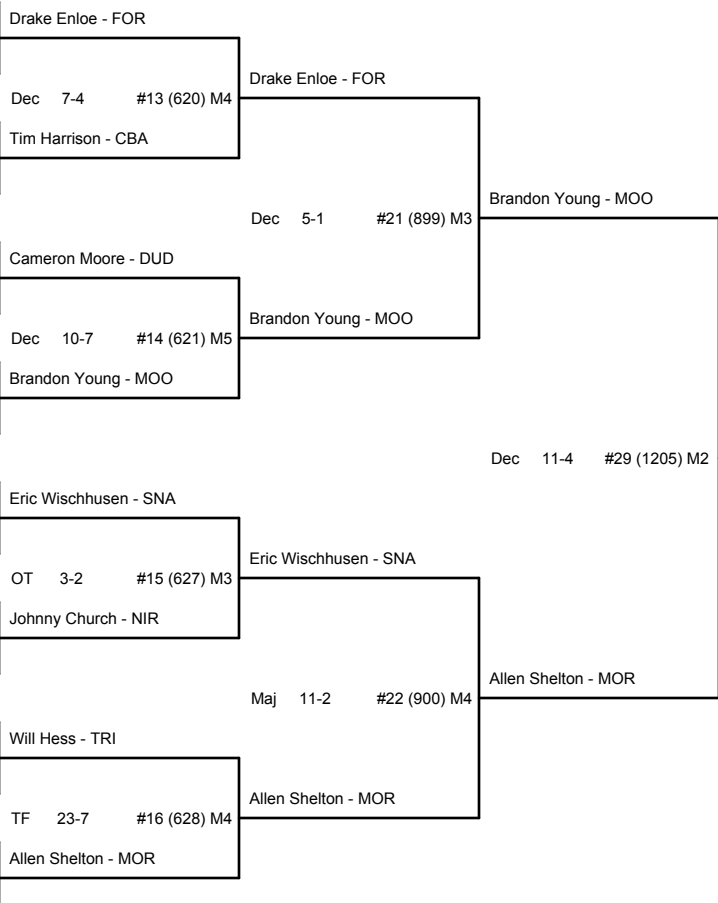 Drake Enloe - FOR
Drake Enloe - FOR
Dec 7-4 #13 (620) M4
Tim Harrison - CBA
Brandon Young - MOO
Dec 5-1 #21 (899) M3
Cameron Moore - DUD
Brandon Young - MOO
Dec 10-7 #14 (621) M5
Brandon Young - MOO
Dec 11-4 #29 (1205) M2
Eric Wischhusen - SNA
Eric Wischhusen - SNA
OT 3-2 #15 (627) M3
Johnny Church - NIR
Allen Shelton - MOR
Maj 11-2 #22 (900) M4
Will Hess - TRI
Allen Shelton - MOR
TF 23-7 #16 (628) M4
Allen Shelton - MOR